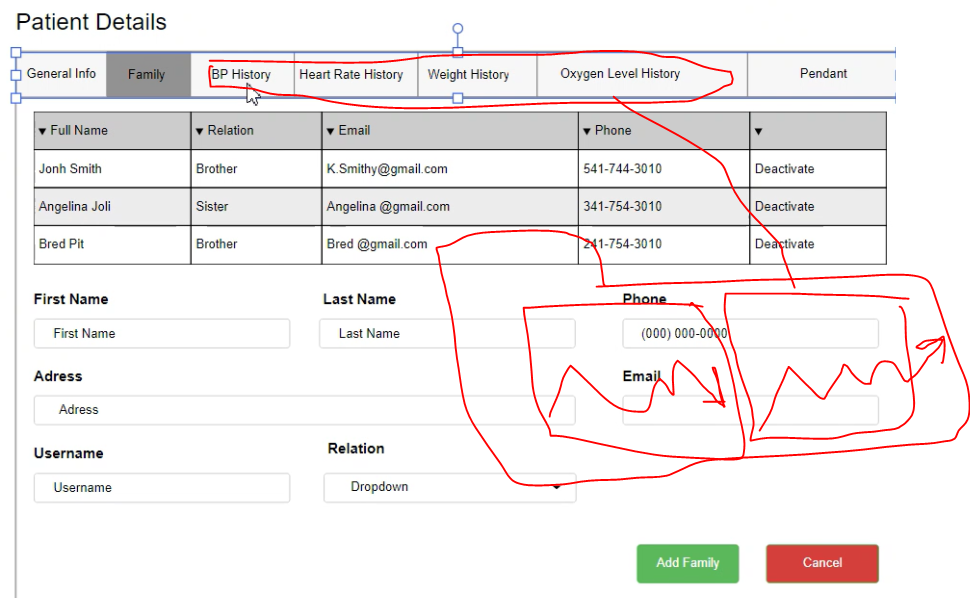 Patient Details
General Info Family BP History Heart Rate History Weight History Oxygen Level History Pendant
▼ Full Name ▼ Relation ▼ Email ▼ Phone ▼
Jonh Smith Brother K.Smithy@gmail.com 541-744-3010 Deactivate
Angelina Joli Sister Angelina @gmail.com 341-754-3010 Deactivate
Bred Pit Brother Bred @gmail.com 241-754-3010 Deactivate
First Name Last Name Phone
First Name Last Name (000) 000-0000
Adress Email
Adress
Username Relation
Username Dropdown
Add Family Cancel